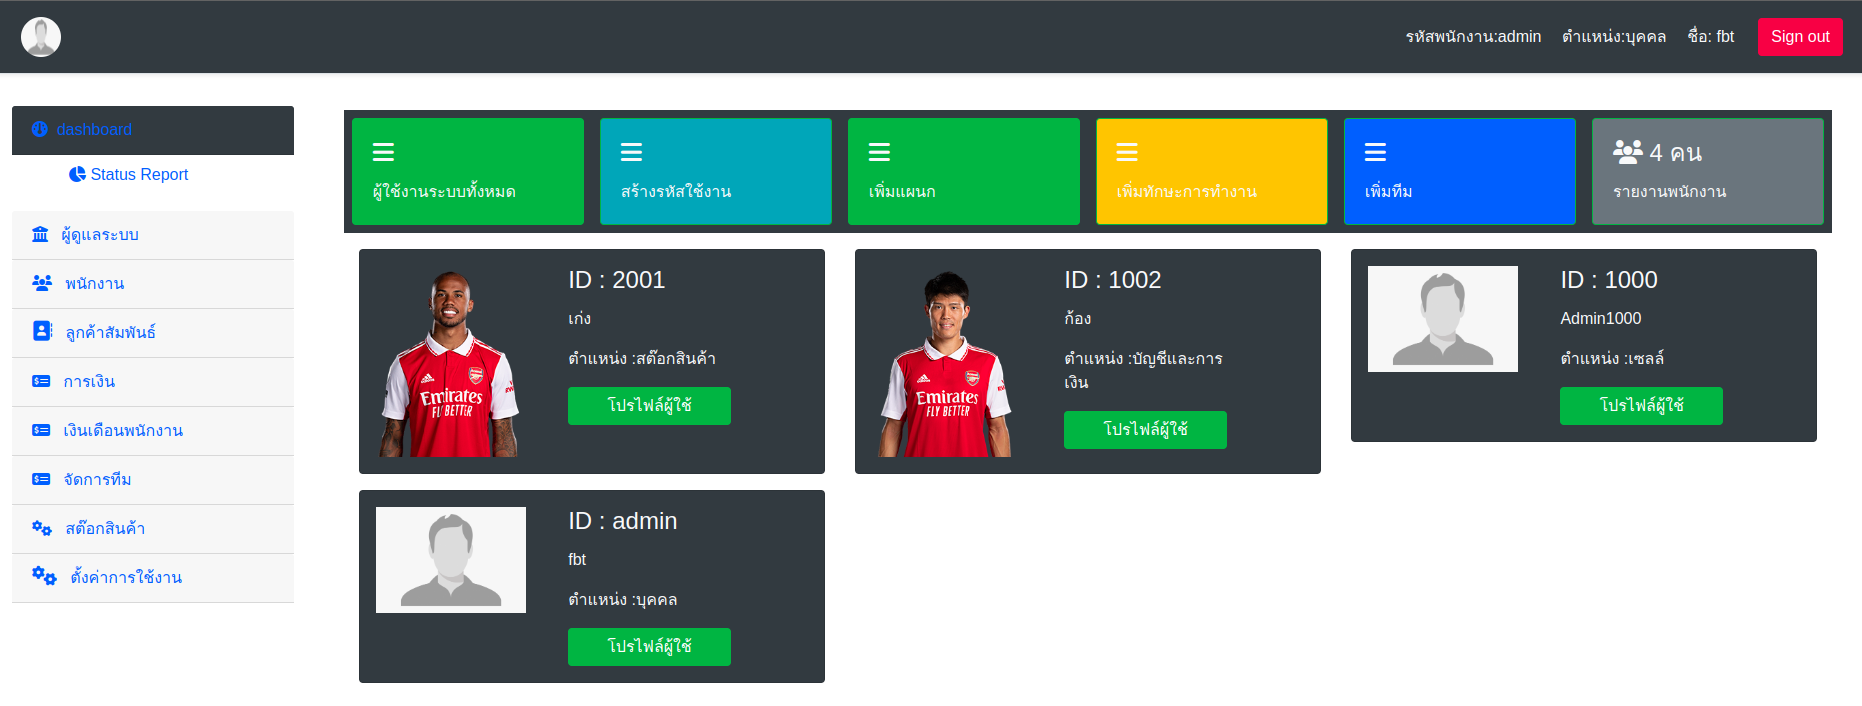 รหัสพนักงาน:admin ตำแหน่ง:บุคคล ชื่อ: fbt Sign out
dashboard
Status Report
ผู้ดูแลระบบ
พนักงาน
ลูกค้าสัมพันธ์
การเงิน
เงินเดือนพนักงาน
จัดการทีม
สต๊อกสินค้า
ตั้งค่าการใช้งาน
ผู้ใช้งานระบบทั้งหมด
สร้างรหัสใช้งาน
เพิ่มแผนก
เพิ่มทักษะการทำงาน
เพิ่มทีม
4 คน
รายงานพนักงาน
ID : 2001
เก่ง
ตำแหน่ง :สต๊อกสินค้า
โปรไฟล์ผู้ใช้
Emirates
FLY BETTER
ID : 1002
ก้อง
ตำแหน่ง :บัญชีและการ
เงิน
โปรไฟล์ผู้ใช้
Emirates
FLY BETTER
ID : 1000
Admin1000
ตำแหน่ง :เซลล์
โปรไฟล์ผู้ใช้
ID : admin
fbt
ตำแหน่ง :บุคคล
โปรไฟล์ผู้ใช้